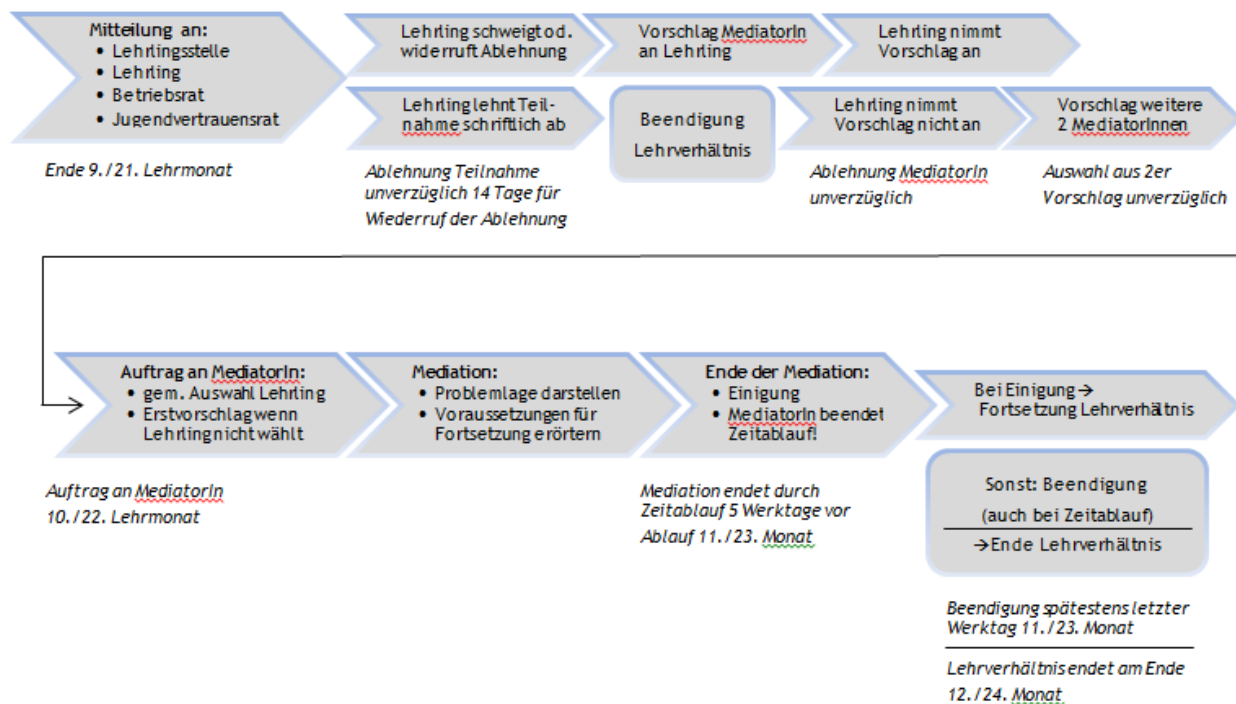 Mitteilung an:
• Lehrlingsstelle
• Lehrling
• Betriebsrat
• Jugendvertrauensrat
Ende 9./21. Lehrmonat
Lehrling schweigt od.
widerruft Ablehnung
Vorschlag MediatorIn
an Lehrling
Lehrling nimmt
Vorschlag an
Lehrling lehnt Teil-
nahme schriftlich ab
Beendigung
Lehrverhältnis
Lehrling nimmt
Vorschlag nicht an
Vorschlag weitere
2 MediatorInnen
Ablehnung Teilnahme
unverzüglich 14 Tage für
Wiederruf der Ablehnung
Ablehnung MediatorIn
unverzüglich
Auswahl aus 2er
Vorschlag unverzüglich
Auftrag an MediatorIn:
• gem. Auswahl Lehrling
• Erstvorschlag wenn
Lehrling nicht wählt
Auftrag an MediatorIn
10./22. Lehrmonat
Mediation:
• Problemlage darstellen
• Voraussetzungen für
Fortsetzung erörtern
Ende der Mediation:
• Einigung
• MediatorIn beendet
Zeitablauf!
Mediation endet durch
Zeitablauf 5 Werktage vor
Ablauf 11./23. Monat
Bei Einigung→
Fortsetzung Lehrverhältnis
Sonst: Beendigung
(auch bei Zeitablauf)
→Ende Lehrverhältnis
Beendigung spätestens letzter
Werktag 11./23. Monat
Lehrverhältnis endet am Ende
12./24. Monat